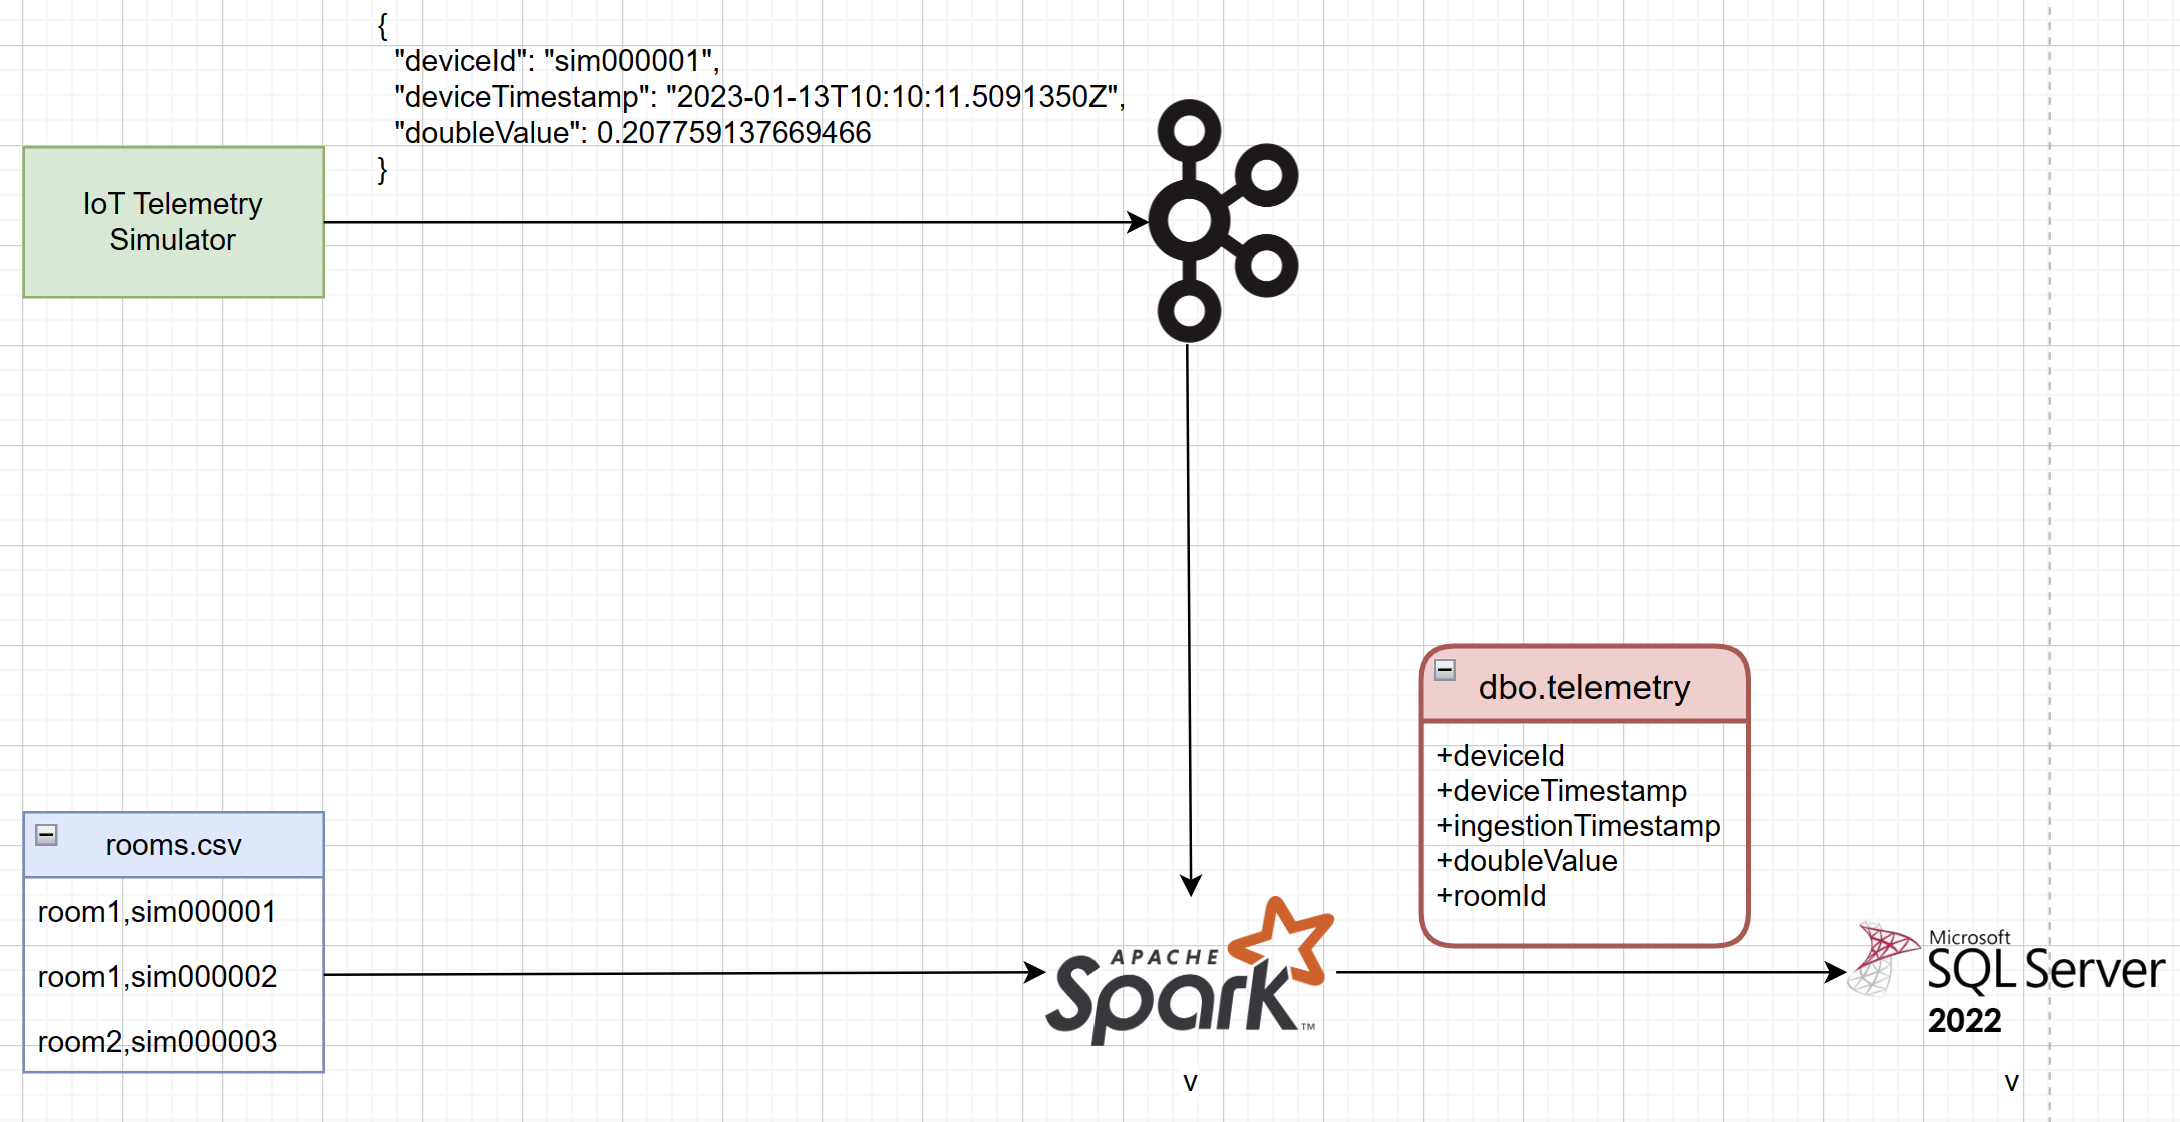 {
"deviceId": "sim000001",
"deviceTimestamp": "2023-01-13T10:10:11.5091350Z",
"doubleValue": 0.207759137669466
}
IoT Telemetry
Simulator
dbo.telemetry
+deviceId
+deviceTimestamp
+ingestionTimestamp
+doubleValue
+roomId
rooms.csv
room1,sim000001
room1,sim000002
room2,sim000003
APACHE
Spark™
Microsoft
SQL Server
2022
v
v